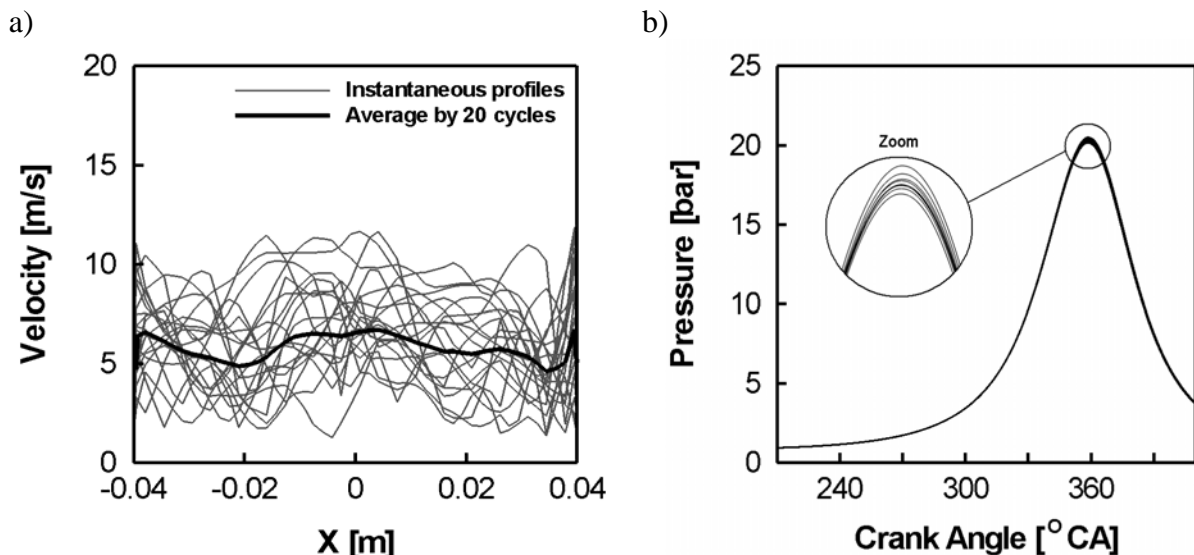 a)
20
15
10
5
0
Velocity [m/s]
Instantaneous profiles
Average by 20 cycles
-0.04
-0.02
0
0.02
0.04
X [m]
b)
25
20
15
10
5
0
Pressure [bar]
Zoom
240
300
360
Crank Angle [°CA]